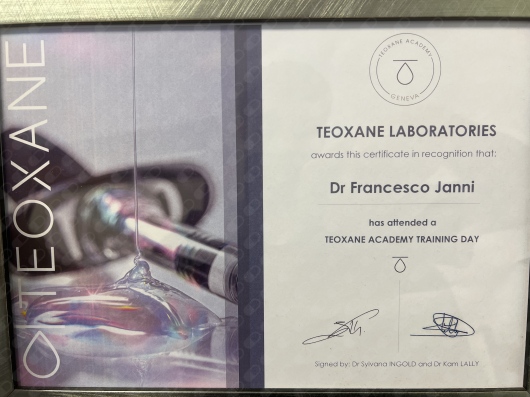 TEOXANE
TEOXANE ACADEMY
GENEVA
TEOXANE LABORATORIES
awards this certificate in recognition that:
Dr Francesco Janni
has attended a
TEOXANE ACADEMY TRAINING DAY
Signed by: Dr Sylvana INGOLD and Dr Kam LALLY